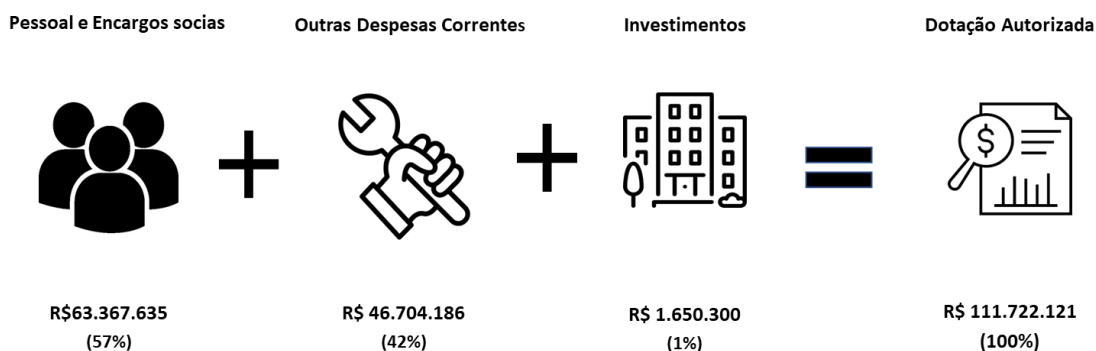 Pessoal e Encargos socias
Outras Despesas Correntes
Investimentos
Dotação Autorizada
$
R$63.367.635
(57%)
R$ 46.704.186
(42%)
R$ 1.650.300
(1%)
R$ 111.722.121
(100%)